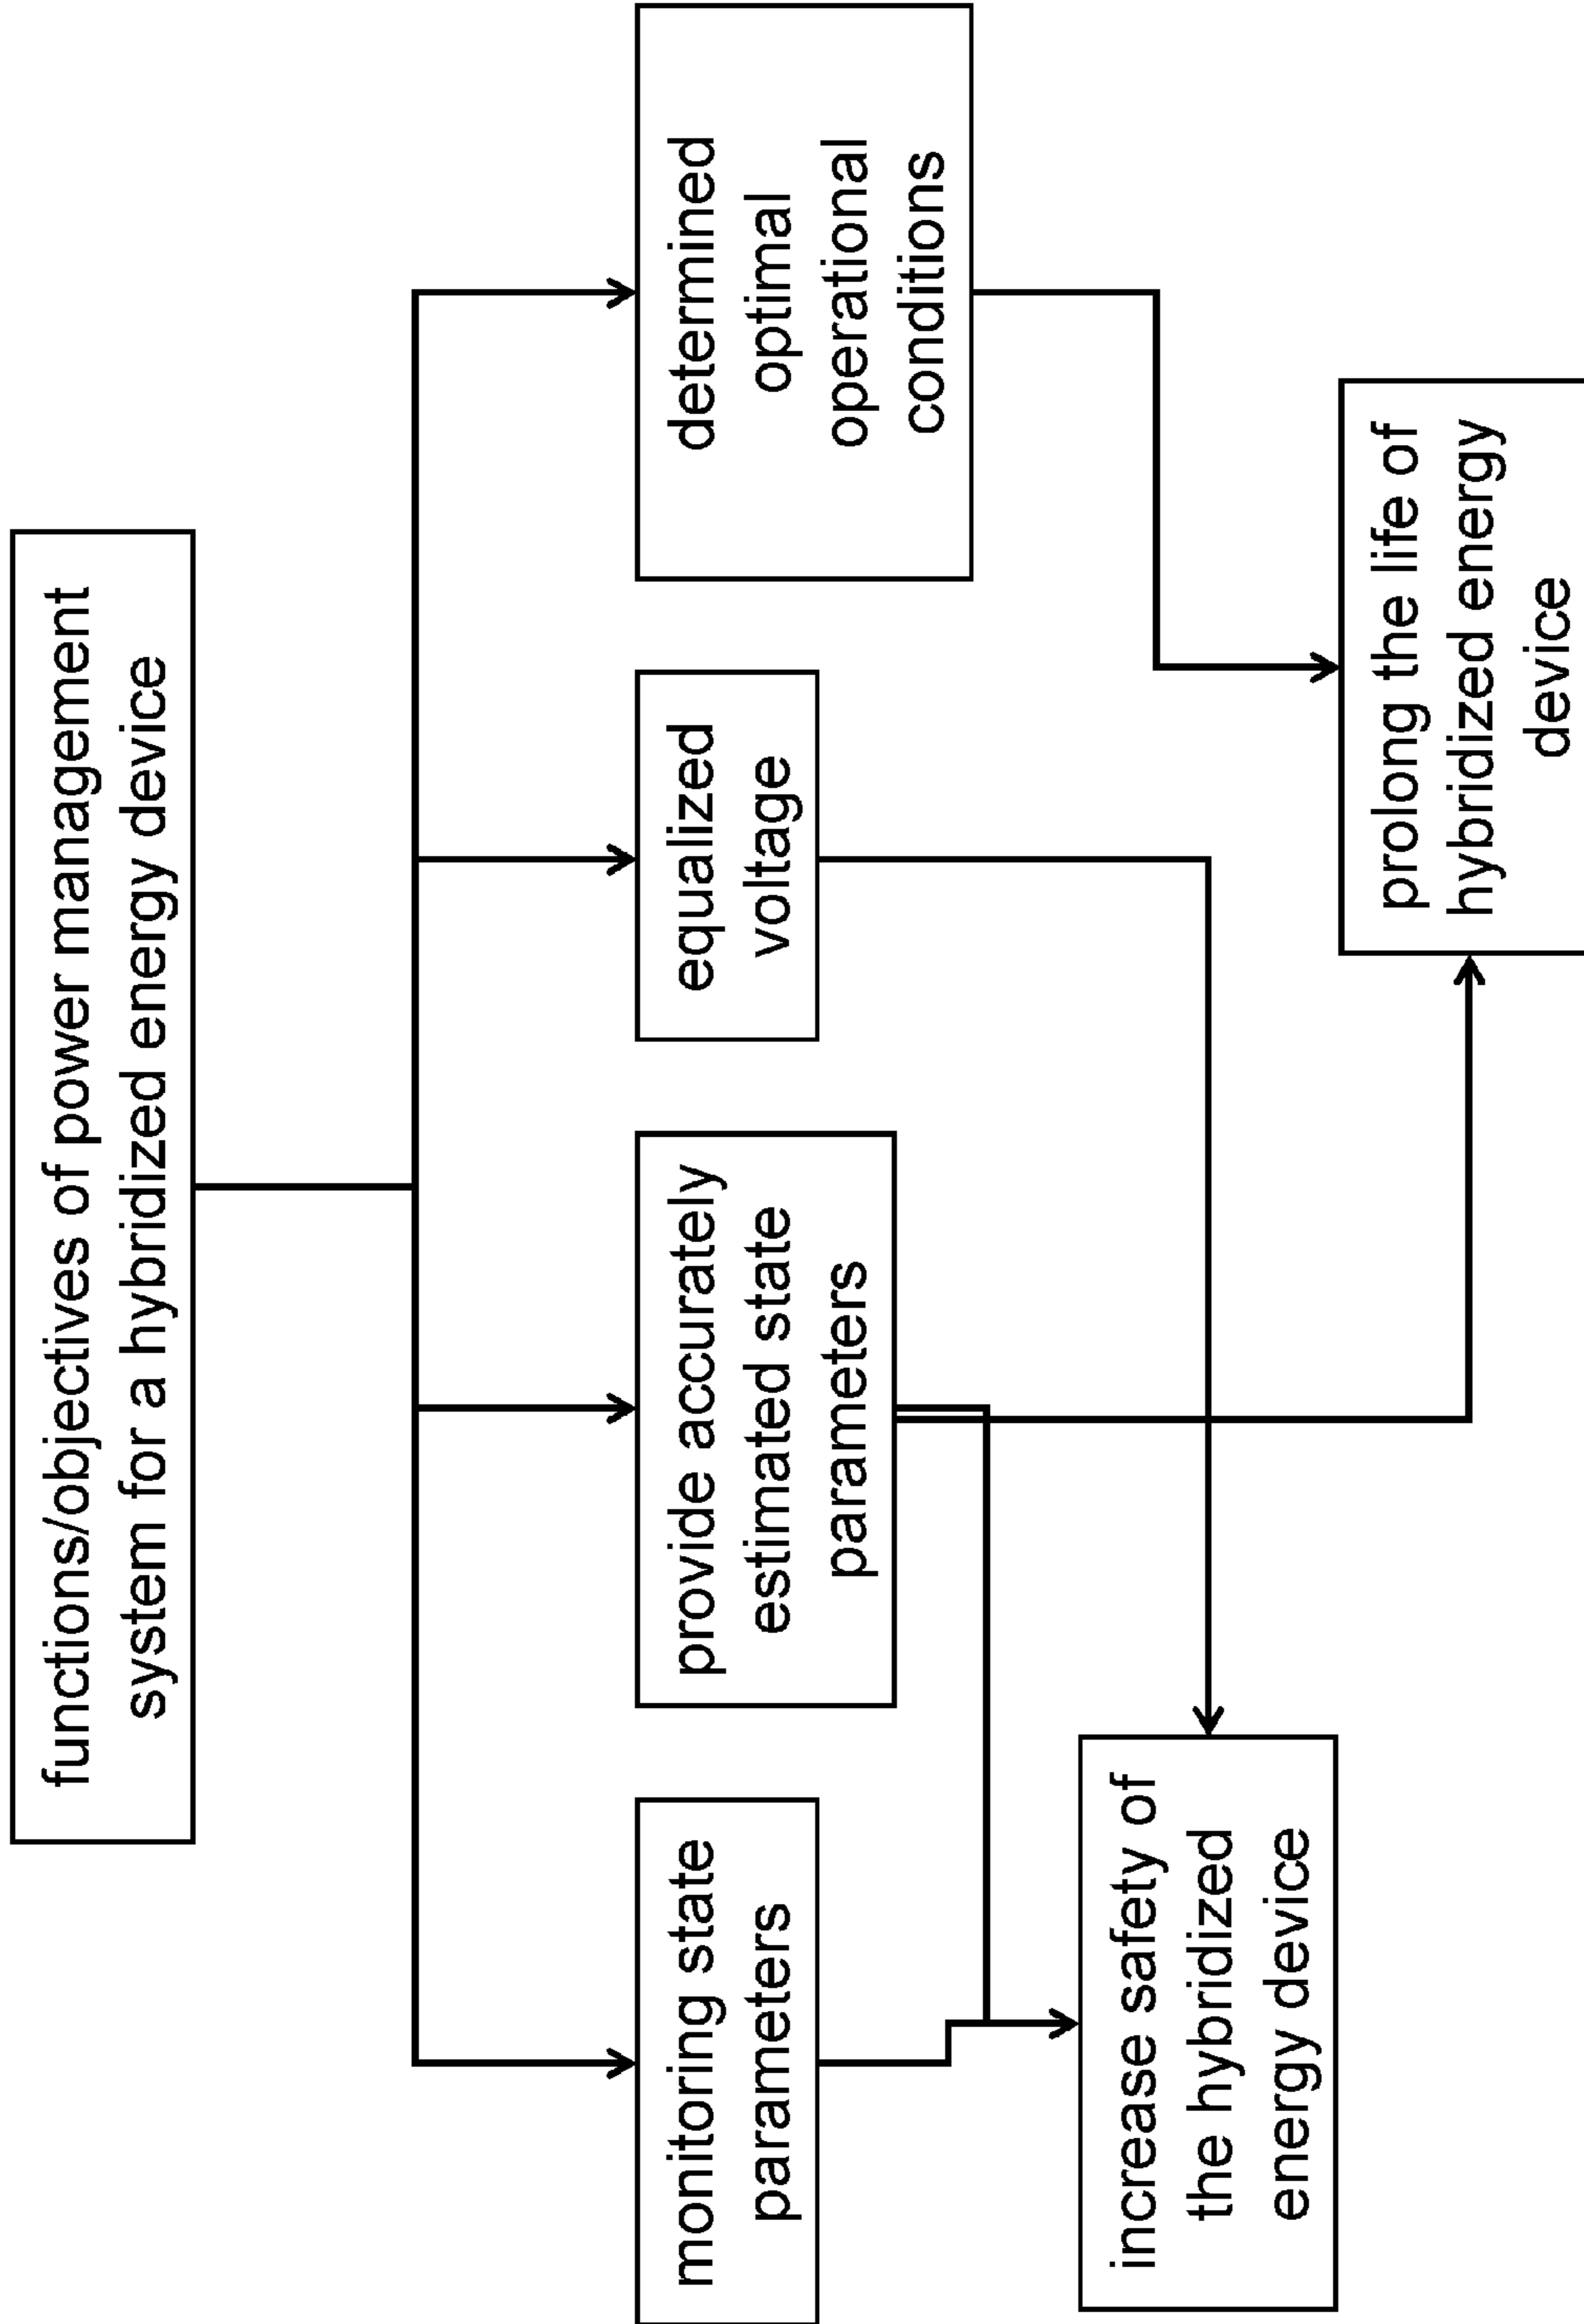 functions/objectives of power management
system for a hybridized energy device
monitoring state
parameters
provide accurately
estimated state
parameters
equalized
voltage
determined
optimal
operational
conditions
increase safety of
the hybridized
energy device
prolong the life of
hybridized energy
device